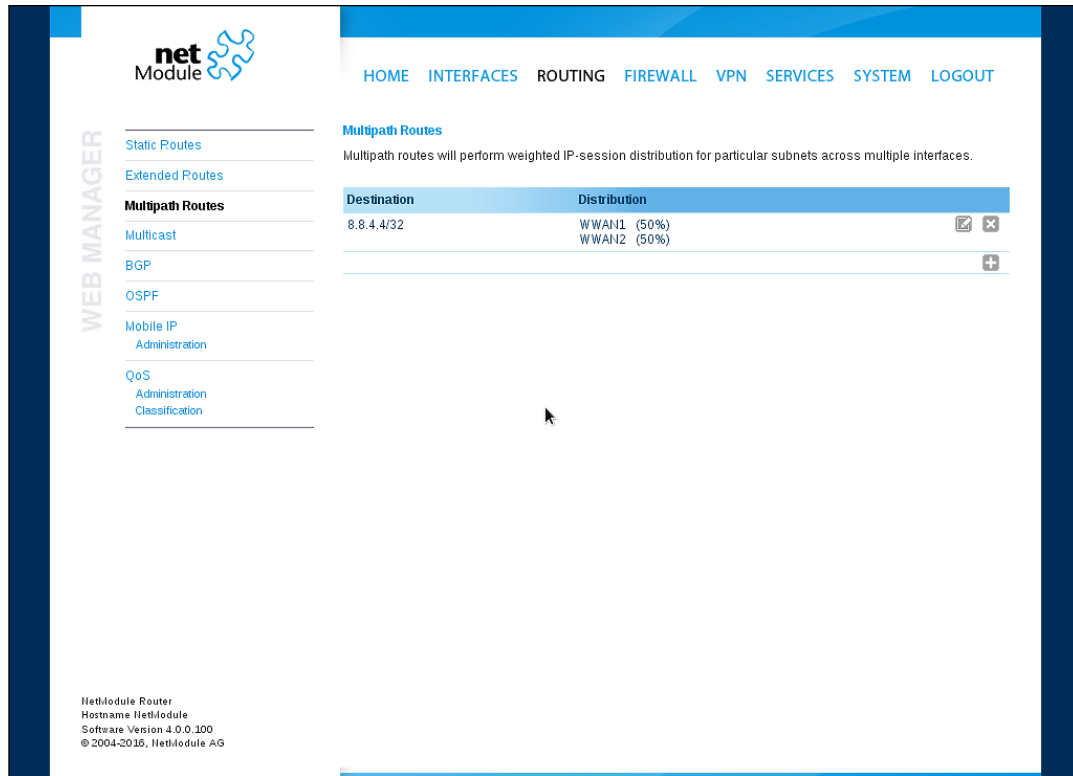 net
Module
HOME INTERFACES ROUTING FIREWALL VPN SERVICES SYSTEM LOGOUT
WEB MANAGER
Static Routes
Extended Routes
Multipath Routes
Multicast
BGP
OSPF
Mobile IP
Administration
QoS
Administration
Classification
Multipath Routes
Multipath routes will perform weighted IP-session distribution for particular subnets across multiple interfaces.
Destination Distribution
8.8.4.4/32 WWAN1 (50%)
WWAN2 (50%)
NetModule Router
Hostname NetModule
Software Version 4.0.0.100
© 2004-2016, NetModule AG